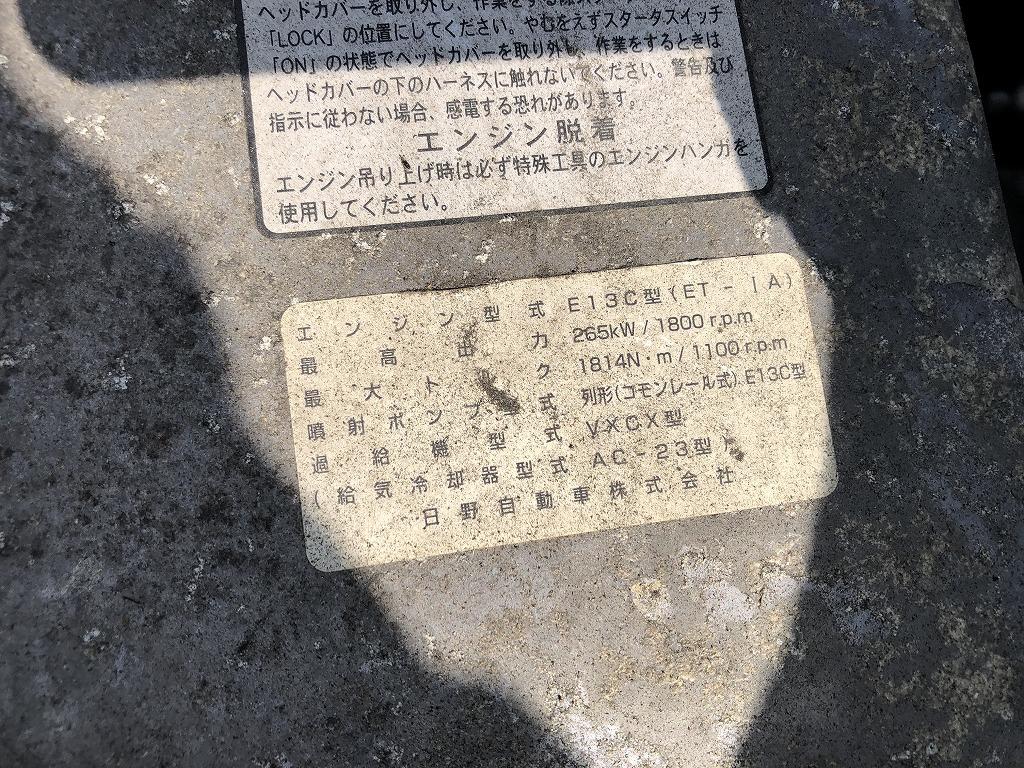 ヘッドカバーを取り外し、作業をする際
「LOCK」の位置にしてください。やむをえずスタータスイッチ
「ON」の状態でヘッドカバーを取り外し、作業をするときは
ヘッドカバーの下のハーネスに触れないでください。警告及び
指示に従わない場合、感電する恐れがあります。
エンジン脱着
エンジン吊り上げ時は必ず特殊工具のエンジンハンガを
使用してください。
エンジン型式 E13C型(ET-IA)
最高出力 265kW/1800r.p.m
最大トルク 1814N・m/1100r.p.m
噴射ポンプ型式 列形(コモンレール式)E13C型
過給機型式 VXCX型
(給気冷却器型式 AC-23型)
日野自動車株式会社